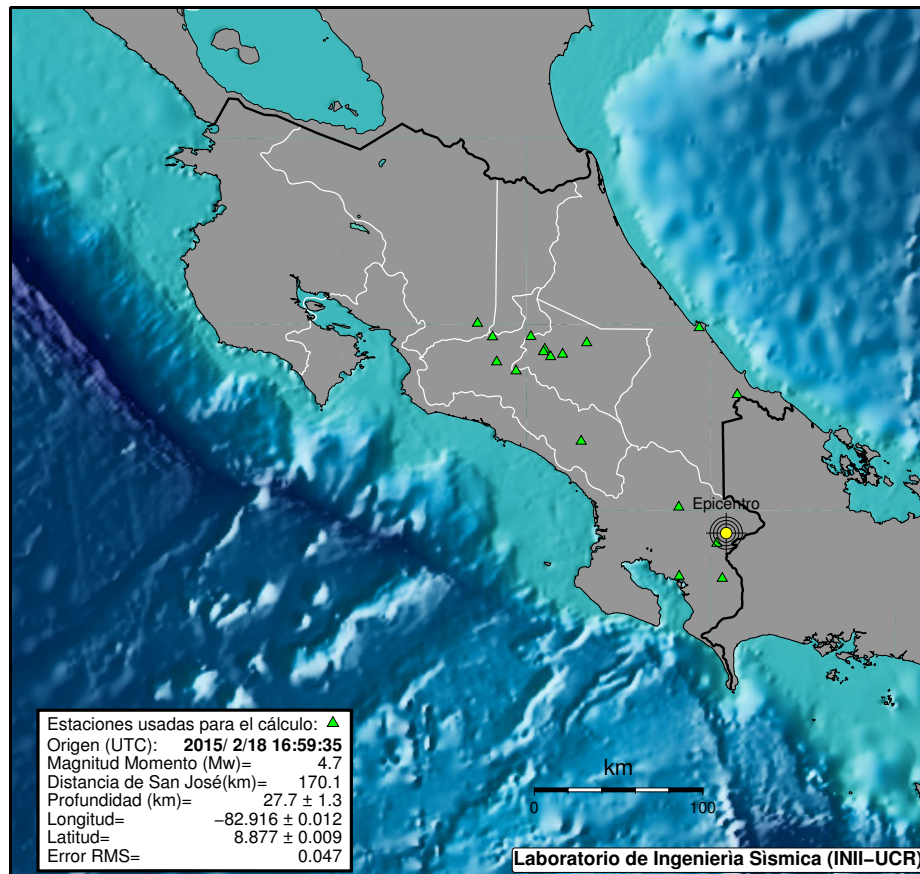 Epicentro
Estaciones usadas para el cálculo:
Origen (UTC): 2015/ 2/18 16:59:35
Magnitud Momento (Mw)= 4.7
Distancia de San José(km)= 170.1
Profundidad (km)= 27.7 ± 1.3
Longitud= −82.916 ± 0.012
Latitud= 8.877 ± 0.009
Error RMS= 0.047
km
0 100
Laboratorio de Ingenierìa Sìsmica (INII−UCR)